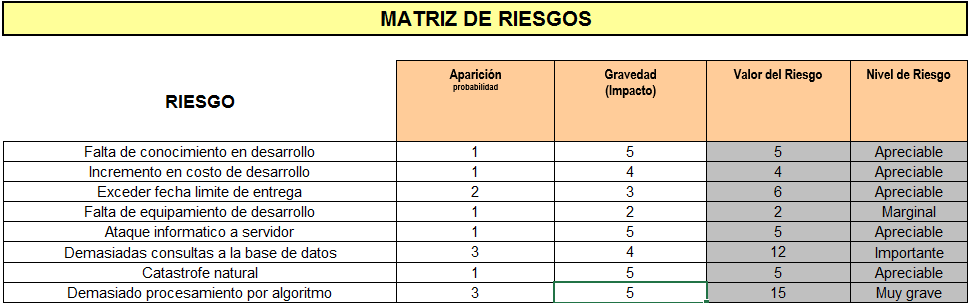 MATRIZ DE RIESGOS
RIESGO Aparición Gravedad Valor del Riesgo Nivel de Riesgo
probabilidad (Impacto)
Falta de conocimiento en desarrollo 1 5 5 Apreciable
Incremento en costo de desarrollo 1 4 4 Apreciable
Exceder fecha limite de entrega 2 3 6 Apreciable
Falta de equipamiento de desarrollo 1 2 2 Marginal
Ataque informatico a servidor 1 5 5 Apreciable
Demasiadas consultas a la base de datos 3 4 12 Importante
Catastrofe natural 1 5 5 Apreciable
Demasiado procesamiento por algoritmo 3 5 15 Muy grave